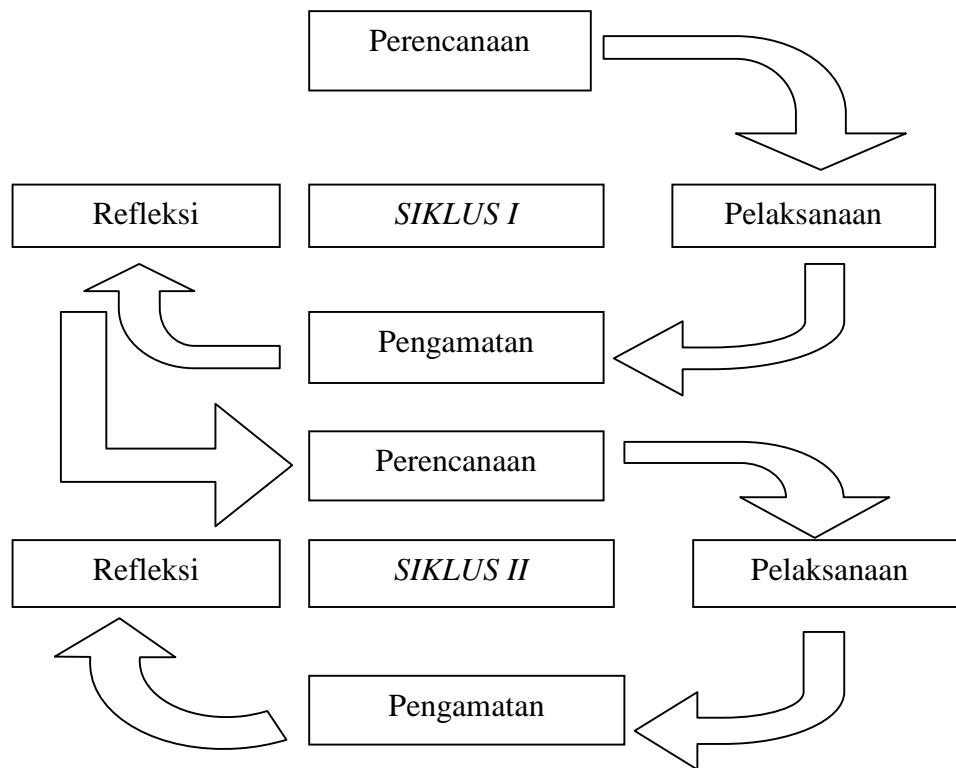 Perencanaan
Refleksi
SIKLUS I
Pelaksanaan
Pengamatan
Perencanaan
Refleksi
SIKLUS II
Pelaksanaan
Pengamatan